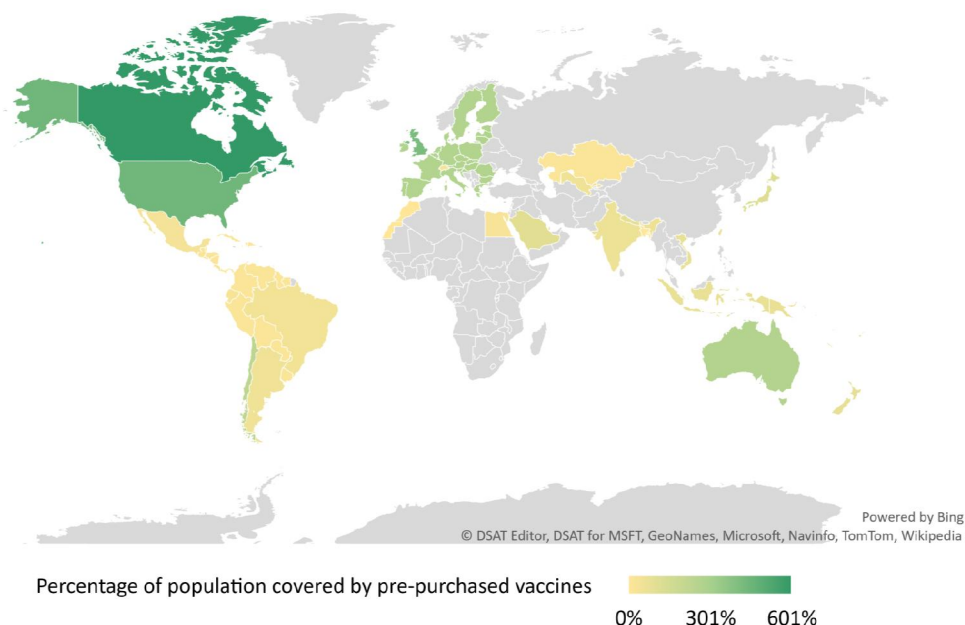 Powered by Bing
© DSAT Editor, DSAT for MSFT, GeoNames, Microsoft, Navinfo, TomTom, Wikipedia
Percentage of population covered by pre-purchased vaccines
0% 301% 601%